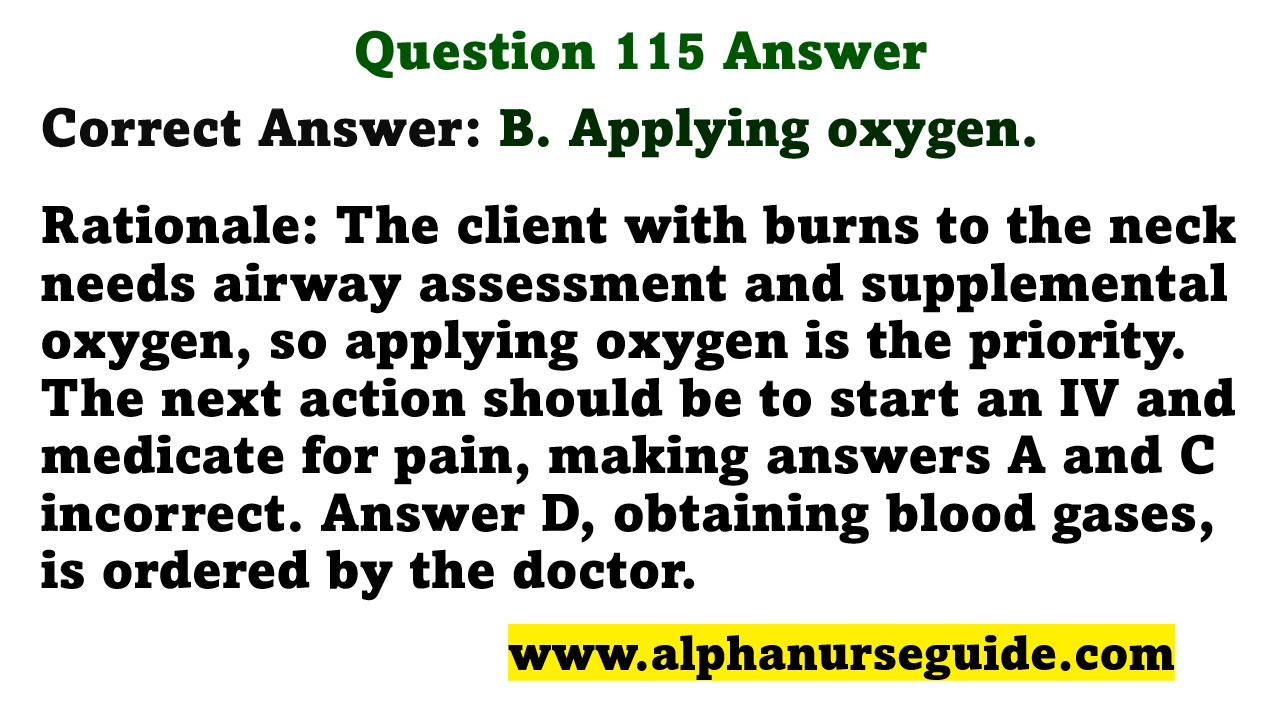 Question 115 Answer
Correct Answer: B. Applying oxygen.
Rationale: The client with burns to the neck
needs airway assessment and supplemental
oxygen, so applying oxygen is the priority.
The next action should be to start an IV and
medicate for pain, making answers A and C
incorrect. Answer D, obtaining blood gases,
is ordered by the doctor.
www.alphanurseguide.com